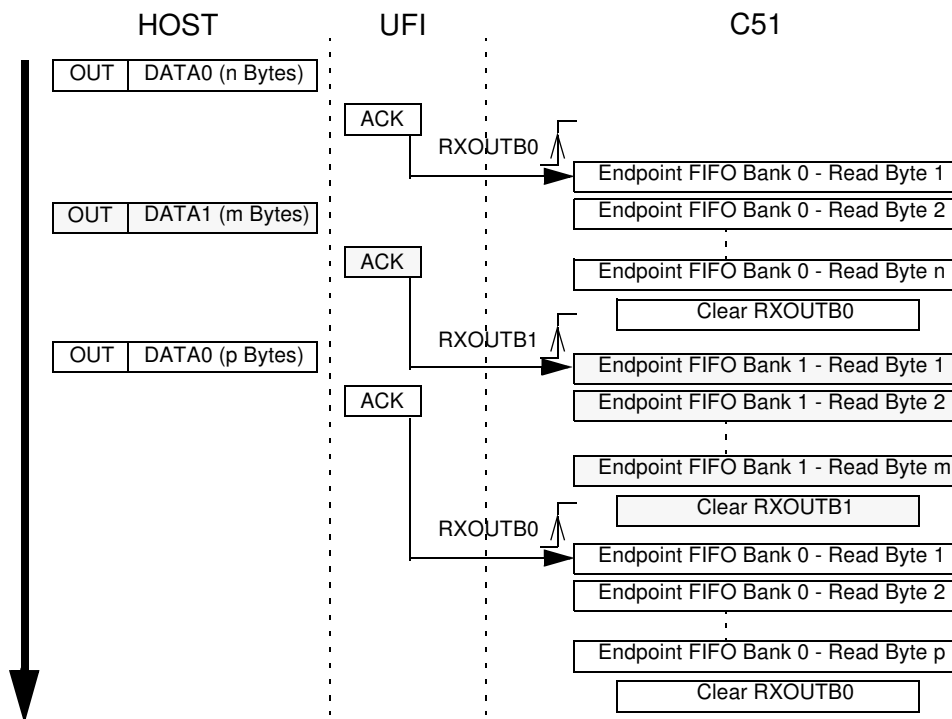 HOST UFI C51
OUT DATA0 (n Bytes)
ACK
RXOUTB0
Endpoint FIFO Bank 0 - Read Byte 1
OUT DATA1 (m Bytes)
Endpoint FIFO Bank 0 - Read Byte 2
ACK
Endpoint FIFO Bank 0 - Read Byte n
Clear RXOUTB0
RXOUTB1
OUT DATA0 (p Bytes)
Endpoint FIFO Bank 1 - Read Byte 1
ACK
Endpoint FIFO Bank 1 - Read Byte 2
Endpoint FIFO Bank 1 - Read Byte m
Clear RXOUTB1
RXOUTB0
Endpoint FIFO Bank 0 - Read Byte 1
Endpoint FIFO Bank 0 - Read Byte 2
Endpoint FIFO Bank 0 - Read Byte p
Clear RXOUTB0